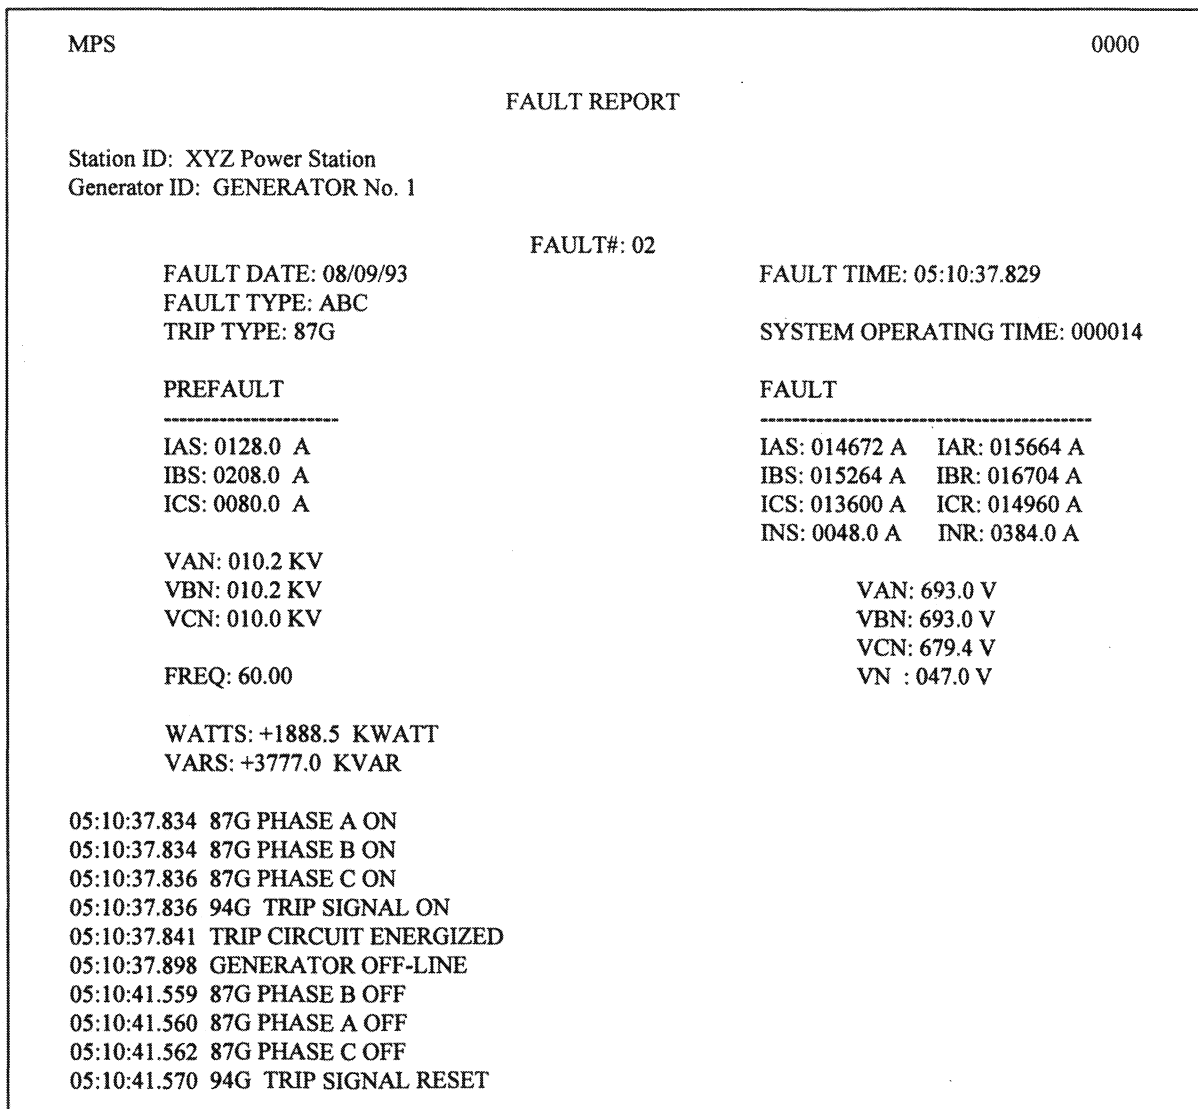 MPS 0000
FAULT REPORT
Station ID: XYZ Power Station
Generator ID: GENERATOR No. 1
FAULT#: 02
FAULT DATE: 08/09/93 FAULT TIME: 05:10:37.829
FAULT TYPE: ABC
TRIP TYPE: 87G SYSTEM OPERATING TIME: 000014
PREFAULT FAULT
IAS: 0128.0 A IAS: 014672 A IAR: 015664 A
IBS: 0208.0 A IBS: 015264 A IBR: 016704 A
ICS: 0080.0 A ICS: 013600 A ICR: 014960 A
INS: 0048.0 A INR: 0384.0 A
VAN: 010.2 KV
VAN: 693.0 V
VBN: 010.2 KV
VBN: 693.0 V
VCN: 010.0 KV
VCN: 679.4 V
FREQ: 60.00 VN : 047.0 V
WATTS: +1888.5 KWATT
VARS: +3777.0 KVAR
05:10:37.834 87G PHASE A ON
05:10:37.834 87G PHASE B ON
05:10:37.836 87G PHASE C ON
05:10:37.836 94G TRIP SIGNAL ON
05:10:37.841 TRIP CIRCUIT ENERGIZED
05:10:37.898 GENERATOR OFF-LINE
05:10:41.559 87G PHASE B OFF
05:10:41.560 87G PHASE A OFF
05:10:41.562 87G PHASE C OFF
05:10:41.570 94G TRIP SIGNAL RESET